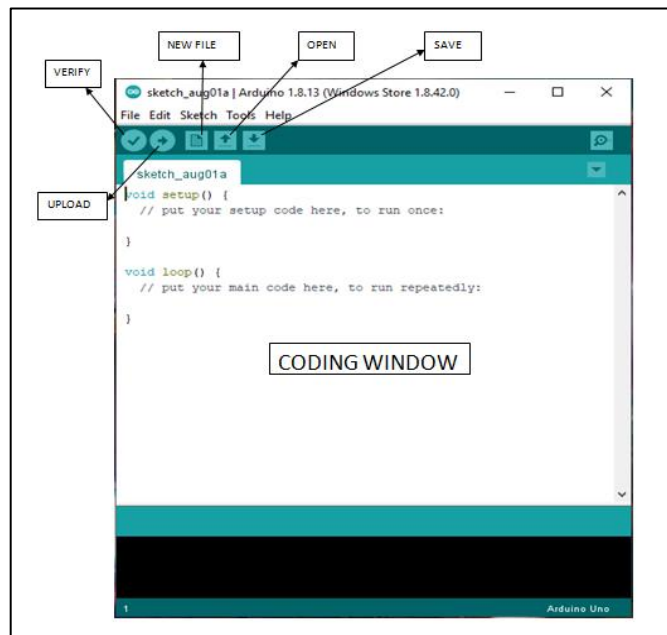 NEW FILE
OPEN
SAVE
VERIFY
sketch_aug01a | Arduino 1.8.13 (Windows Store 1.8.42.0)
File Edit Sketch Tools Help
sketch_aug01a
UPLOAD
void setup() {
// put your setup code here, to run once:
}
void loop() {
// put your main code here, to run repeatedly:
}
CODING WINDOW
1
Arduino Uno